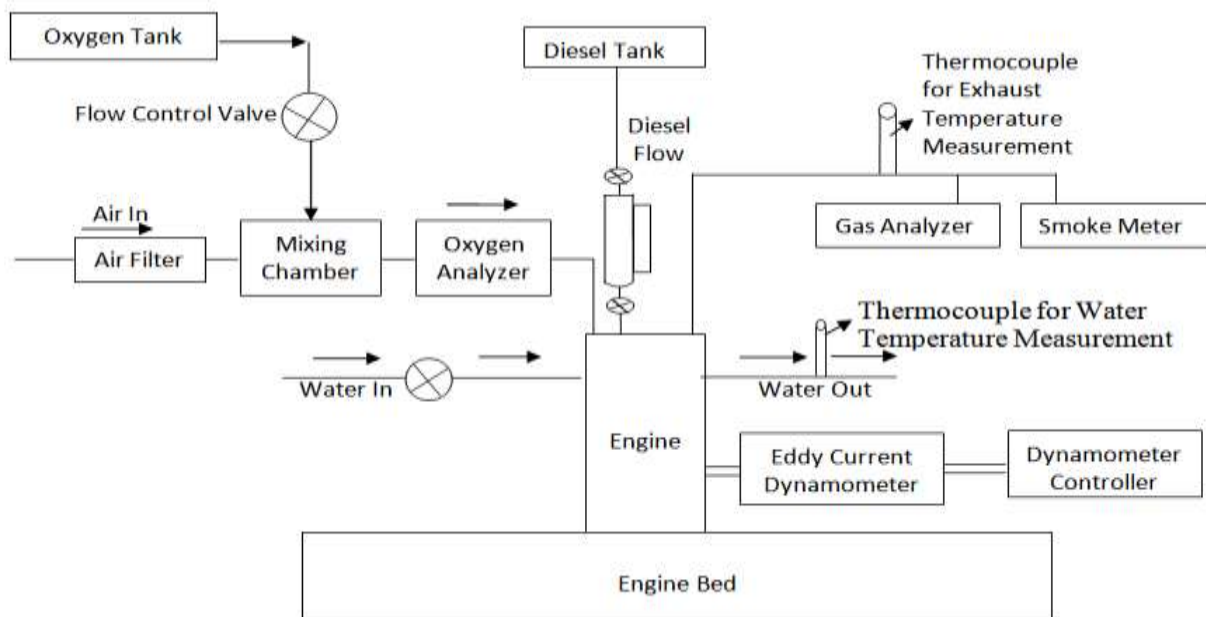 Oxygen Tank
Diesel Tank
Thermocouple
for Exhaust
Temperature
Measurement
Flow Control Valve
Diesel
Flow
Air In
Air Filter
Mixing
Chamber
Oxygen
Analyzer
Gas Analyzer
Smoke Meter
Thermocouple for Water
Temperature Measurement
Water In
Water Out
Engine
Eddy Current
Dynamometer
Dynamometer
Controller
Engine Bed